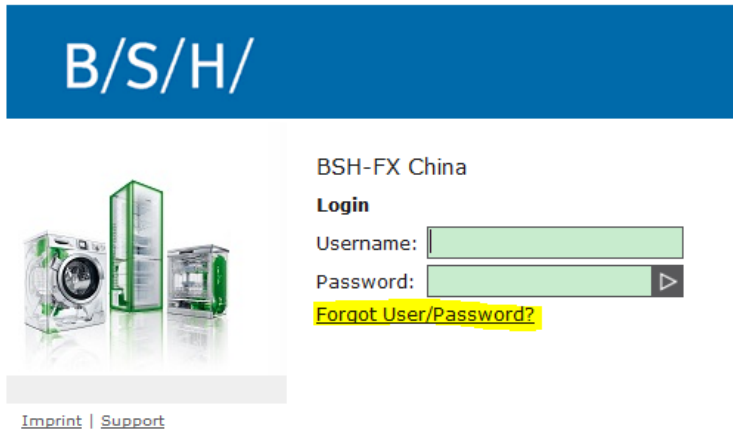 B/S/H/
BSH-FX China
Login
Username:
Password:
Forgot User/Password?
Imprint | Support